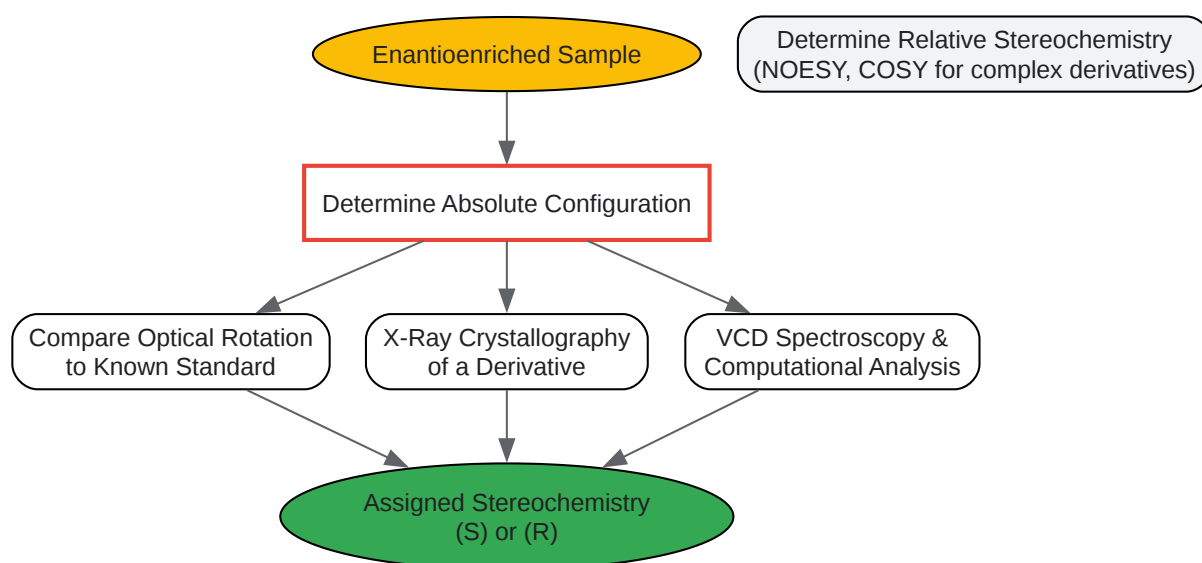 Enantioenriched Sample
Determine Relative Stereochemistry
(NOESY, COSY for complex derivatives)
Determine Absolute Configuration
Compare Optical Rotation
to Known Standard
X-Ray Crystallography
of a Derivative
VCD Spectroscopy &
Computational Analysis
Assigned Stereochemistry
(S) or (R)